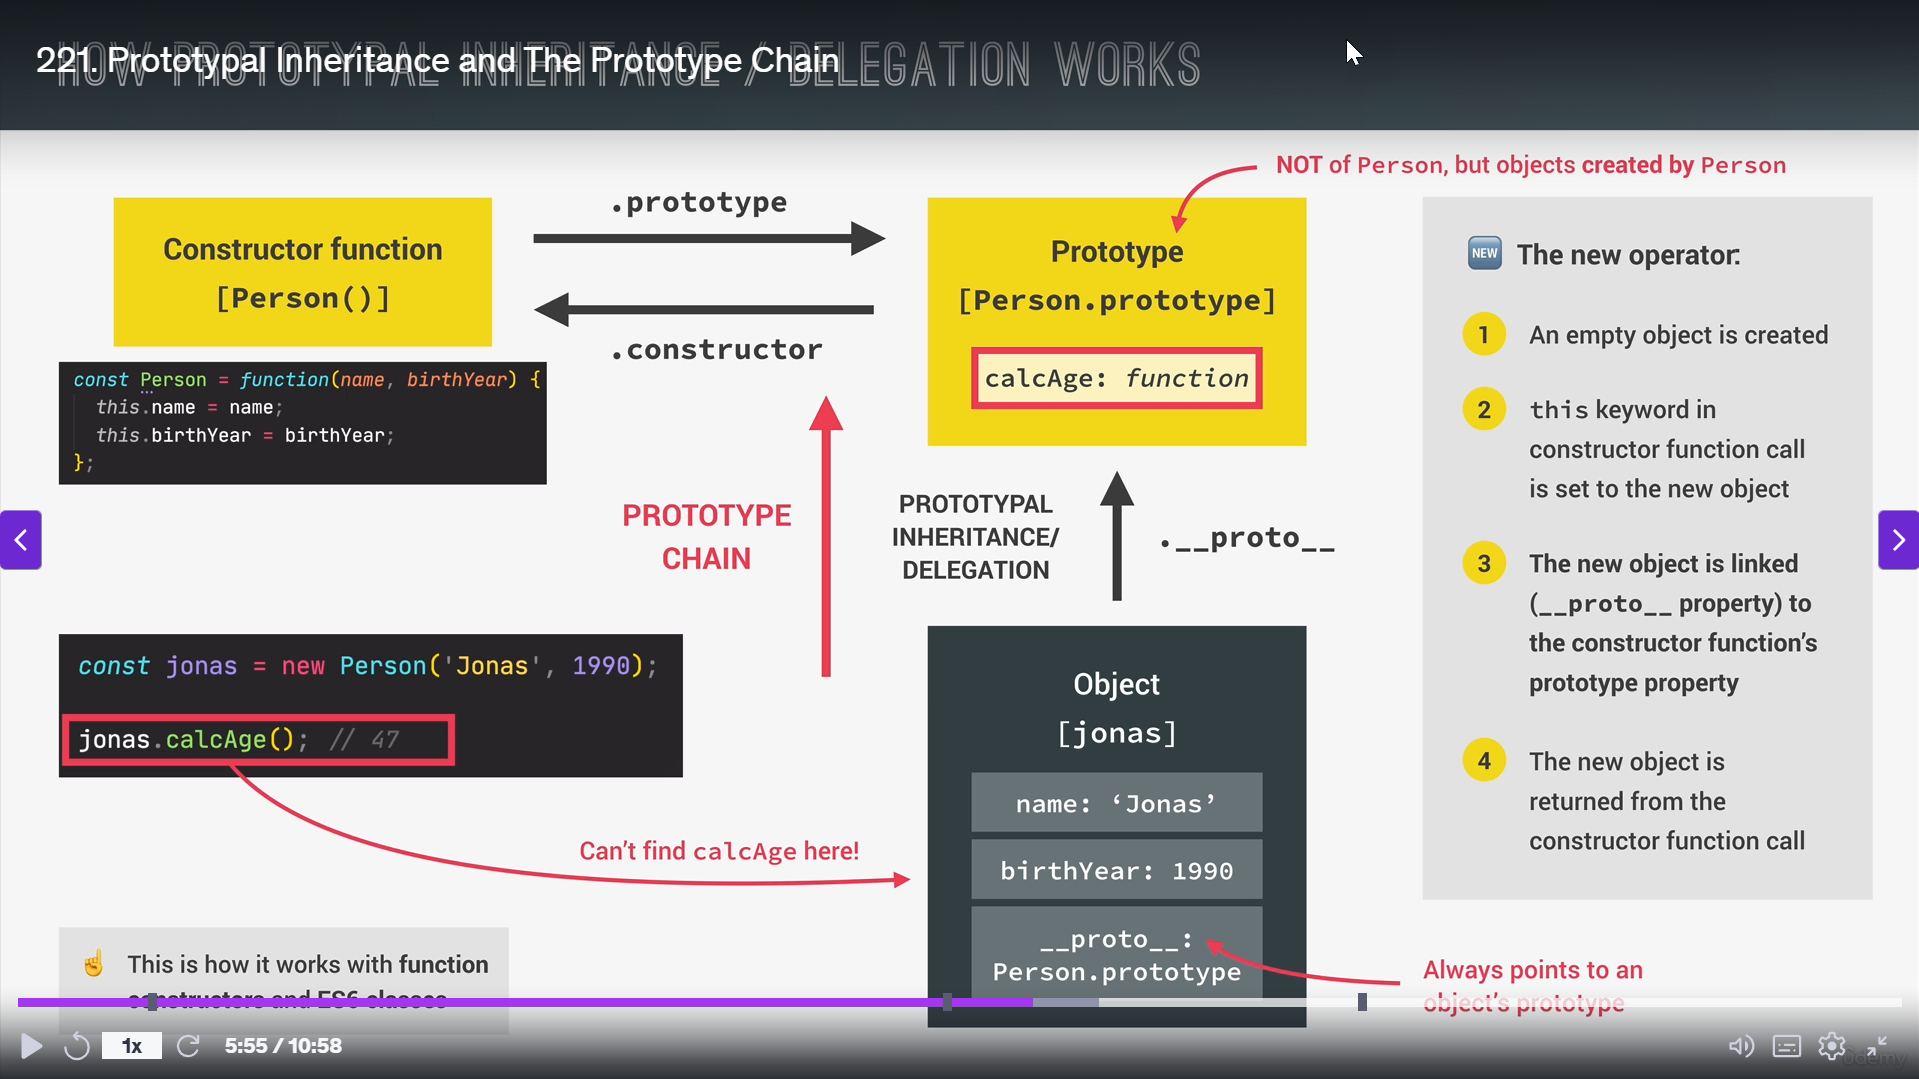 221. Prototypal Inheritance and The Prototype Chain
HOW PROTOTYPAL INHERITANCE / DELEGATION WORKS
NOT of Person, but objects created by Person
Constructor function
[Person()]
.prototype
.constructor
Prototype
[Person.prototype]
calcAge: function
const Person = function(name, birthYear) {
this.name = name;
this.birthYear = birthYear;
};
PROTOTYPE
CHAIN
PROTOTYPAL
INHERITANCE/
DELEGATION
.__proto__
const jonas = new Person('Jonas', 1990);
jonas.calcAge(); // 47
Can't find calcAge here!
Object
[jonas]
name: ‘Jonas’
birthYear: 1990
__proto__:
Person.prototype
Always points to an
object's prototype
☝ This is how it works with function
constructors and ES6 classes
NEW The new operator:
1 An empty object is created
2 this keyword in
constructor function call
is set to the new object
3 The new object is linked
(__proto__ property) to
the constructor function's
prototype property
4 The new object is
returned from the
constructor function call
1x
5:55 / 10:58
Udemy